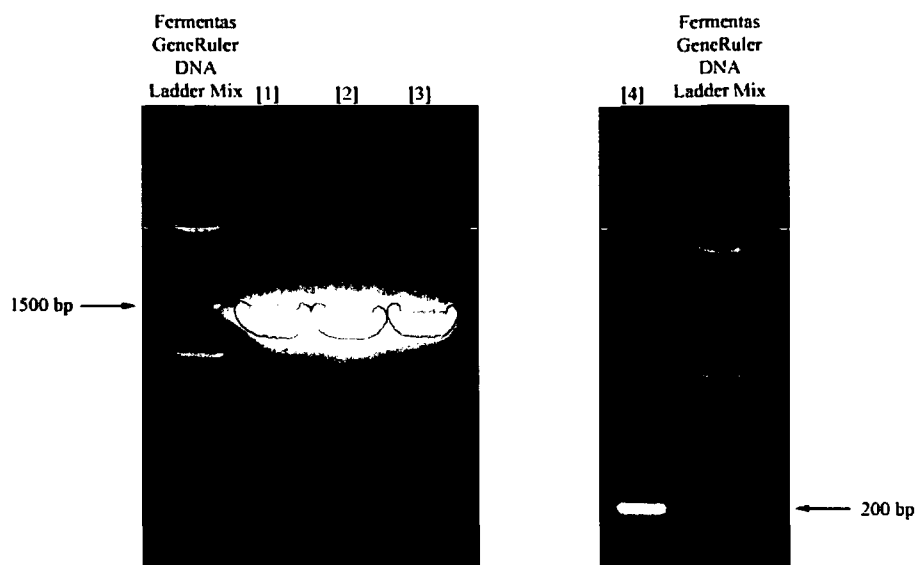 Fermentas
GeneRuler
DNA
Ladder Mix
[1]
[2]
[3]
1500 bp
Fermentas
GeneRuler
DNA
Ladder Mix
[4]
200 bp